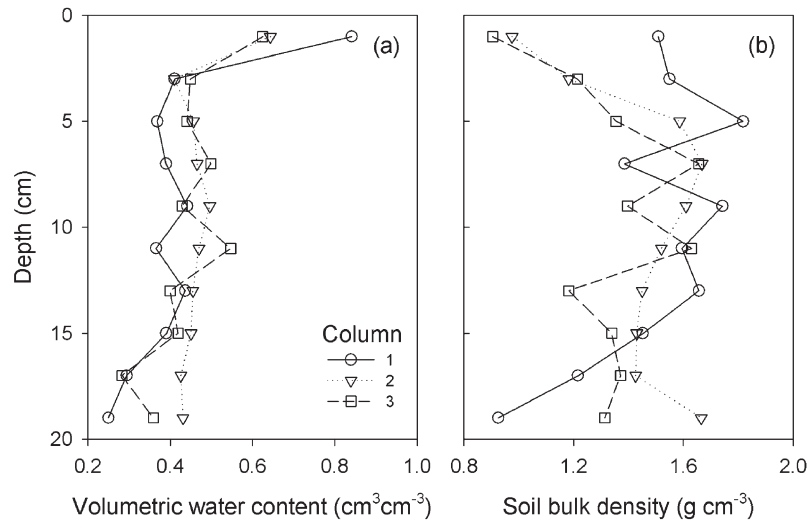 0
5
10
15
20
Depth (cm)
(a)
(b)
Column
1
2
3
0.2 0.4 0.6 0.8 1.0
0.8 1.2 1.6 2.0
Volumetric water content (cm³cm⁻³)
Soil bulk density (g cm⁻³)